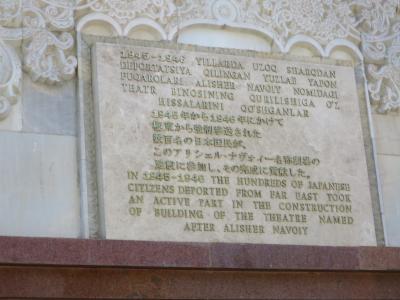 1945-1946 YILLARDA UZOQ SHARQDAN
DEPORTATSIYA QILINGAN YUZLAB YAPON
FUQAROLARI ALISHER NAVOIY NOMIDAGI
TEATR BINOSINING QURILISHIGA O'Z
HISSALARINI QO'SHGANLAR
1945年から1946年にかけて
極東から強制移送された
数百名の日本国民が、
このアリシェル・ナヴォイー名称劇場の
建設に参加し、その完成に貢献した。
IN 1945-1946 THE HUNDREDS OF JAPANESE
CITIZENS DEPORTED FROM FAR EAST TOOK
AN ACTIVE PART IN THE CONSTRUCTION
OF BUILDING OF THE THEATRE NAMED
AFTER ALISHER NAVOIY